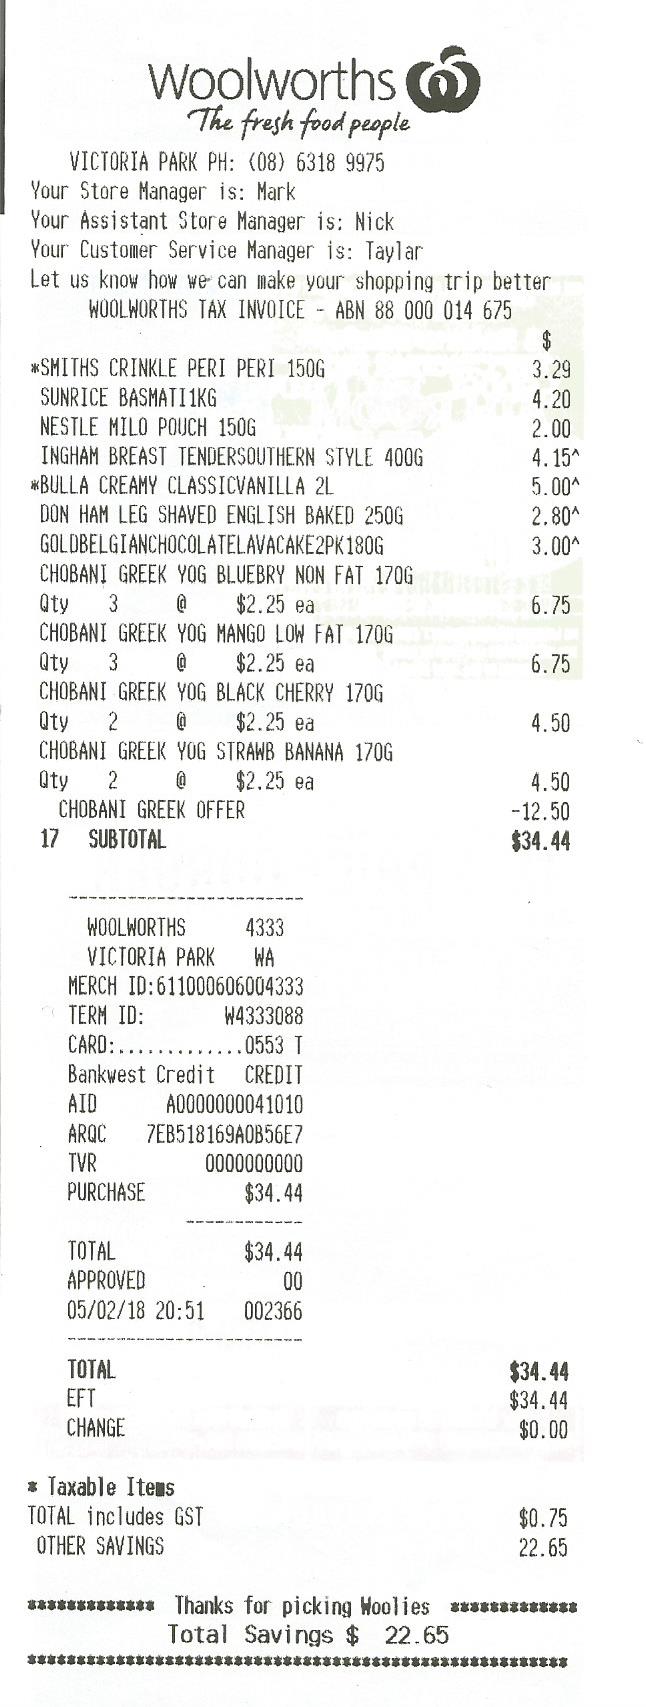 Woolworths
The fresh food people
VICTORIA PARK PH: (08) 6318 9975
Your Store Manager is: Mark
Your Assistant Store Manager is: Nick
Your Customer Service Manager is: Taylar
Let us know how we can make your shopping trip better
WOOLWORTHS TAX INVOICE - ABN 88 000 014 675
$
*SMITHS CRINKLE PERI PERI 150G 3.29
SUNRICE BASMATI1KG 4.20
NESTLE MILO POUCH 150G 2.00
INGHAM BREAST TENDERSOUTHERN STYLE 400G 4.15^
*BULLA CREAMY CLASSICVANILLA 2L 5.00^
DON HAM LEG SHAVED ENGLISH BAKED 250G 2.80^
GOLDBELGIANCHOCOLATELAVACAKE2PK180G 3.00^
CHOBANI GREEK YOG BLUEBRY NON FAT 170G
Qty 3 @ $2.25 ea 6.75
CHOBANI GREEK YOG MANGO LOW FAT 170G
Qty 3 @ $2.25 ea 6.75
CHOBANI GREEK YOG BLACK CHERRY 170G
Qty 2 @ $2.25 ea 4.50
CHOBANI GREEK YOG STRAWB BANANA 170G
Qty 2 @ $2.25 ea 4.50
CHOBANI GREEK OFFER -12.50
17 SUBTOTAL $34.44
------------------------
WOOLWORTHS 4333
VICTORIA PARK WA
MERCH ID:611000606004333
TERM ID: W4333088
CARD:.............0553 T
Bankwest Credit CREDIT
AID A0000000041010
ARQC 7EB518169A0B56E7
TVR 0000000000
PURCHASE $34.44
------------
TOTAL $34.44
APPROVED 00
05/02/18 20:51 002366
------------------------
TOTAL $34.44
EFT $34.44
CHANGE $0.00
* Taxable Items
TOTAL includes GST $0.75
OTHER SAVINGS 22.65
************* Thanks for picking Woolies *************
Total Savings $ 22.65
*******************************************************